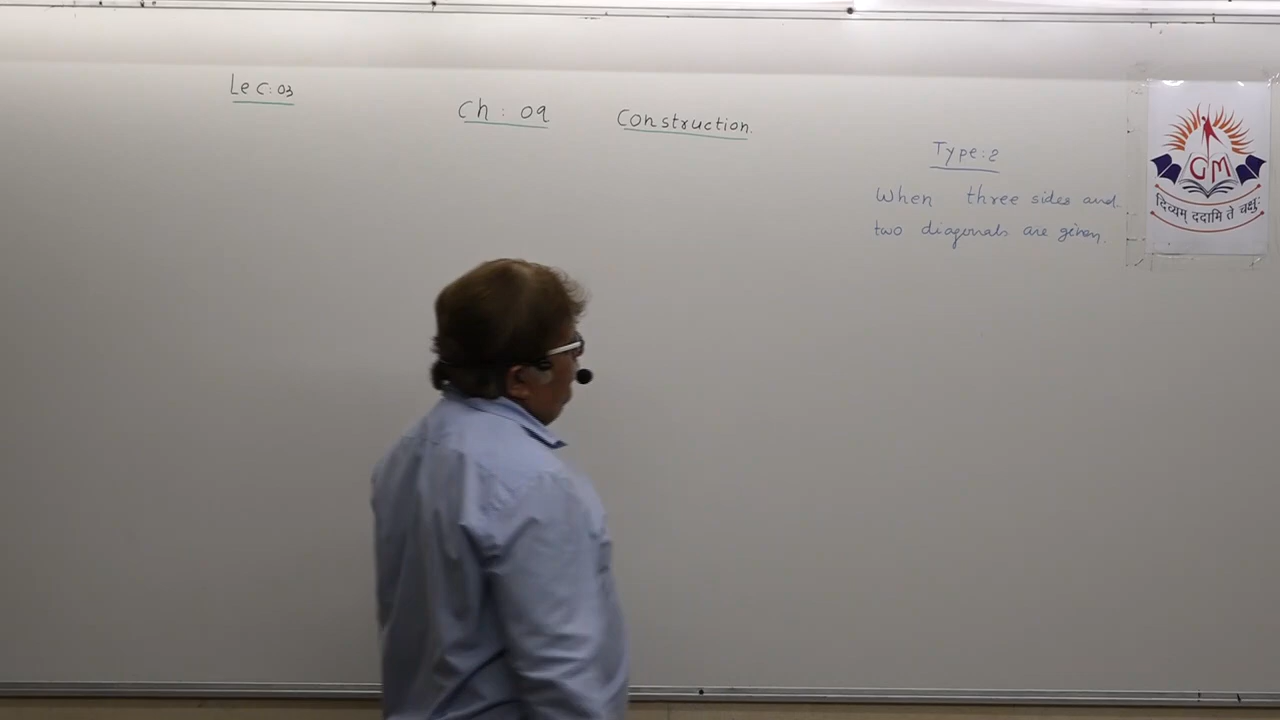 Lec:03
Ch: 09 Construction.
Type:2
When three sides and
two diagonals are given.
GM
दिव्यम् ददामि ते चक्षुः